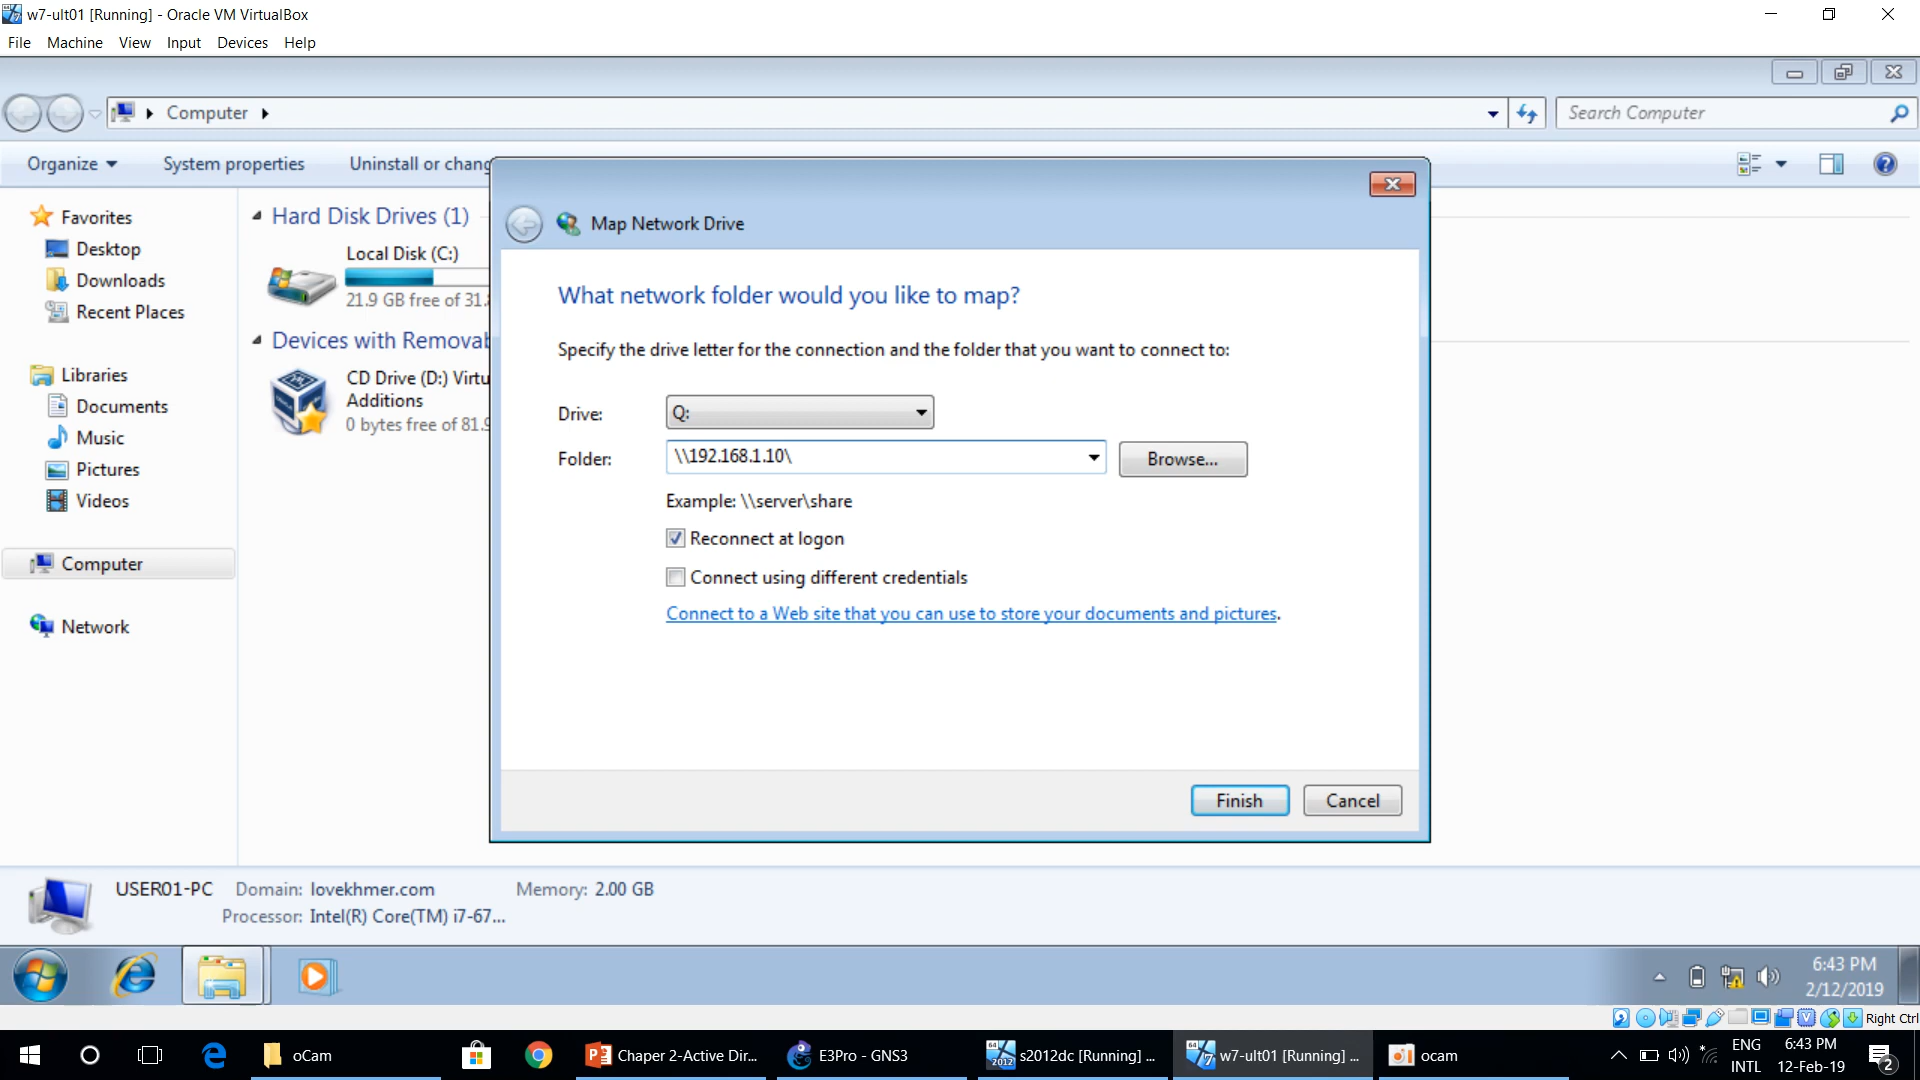 w7-ult01 [Running] - Oracle VM VirtualBox
File Machine View Input Devices Help
Computer
Search Computer
Organize System properties Uninstall or chang
Map Network Drive
Favorites
Desktop
Downloads
Recent Places
Libraries
Documents
Music
Pictures
Videos
Computer
Network
Hard Disk Drives (1)
Local Disk (C:)
21.9 GB free of 31.
Devices with Removab
CD Drive (D:) Virtu
Additions
0 bytes free of 81.9
What network folder would you like to map?
Specify the drive letter for the connection and the folder that you want to connect to:
Drive: Q:
Folder: \\192.168.1.10\ Browse...
Example: \\server\share
Reconnect at logon
Connect using different credentials
Connect to a Web site that you can use to store your documents and pictures.
Finish Cancel
USER01-PC Domain: lovekhmer.com Memory: 2.00 GB
Processor: Intel(R) Core(TM) i7-67...
6:43 PM
2/12/2019
Right Ctrl
oCam Chaper 2-Active Dir... E3Pro - GNS3 s2012dc [Running] ... w7-ult01 [Running] ... ocam
ENG
INTL
6:43 PM
12-Feb-19
2